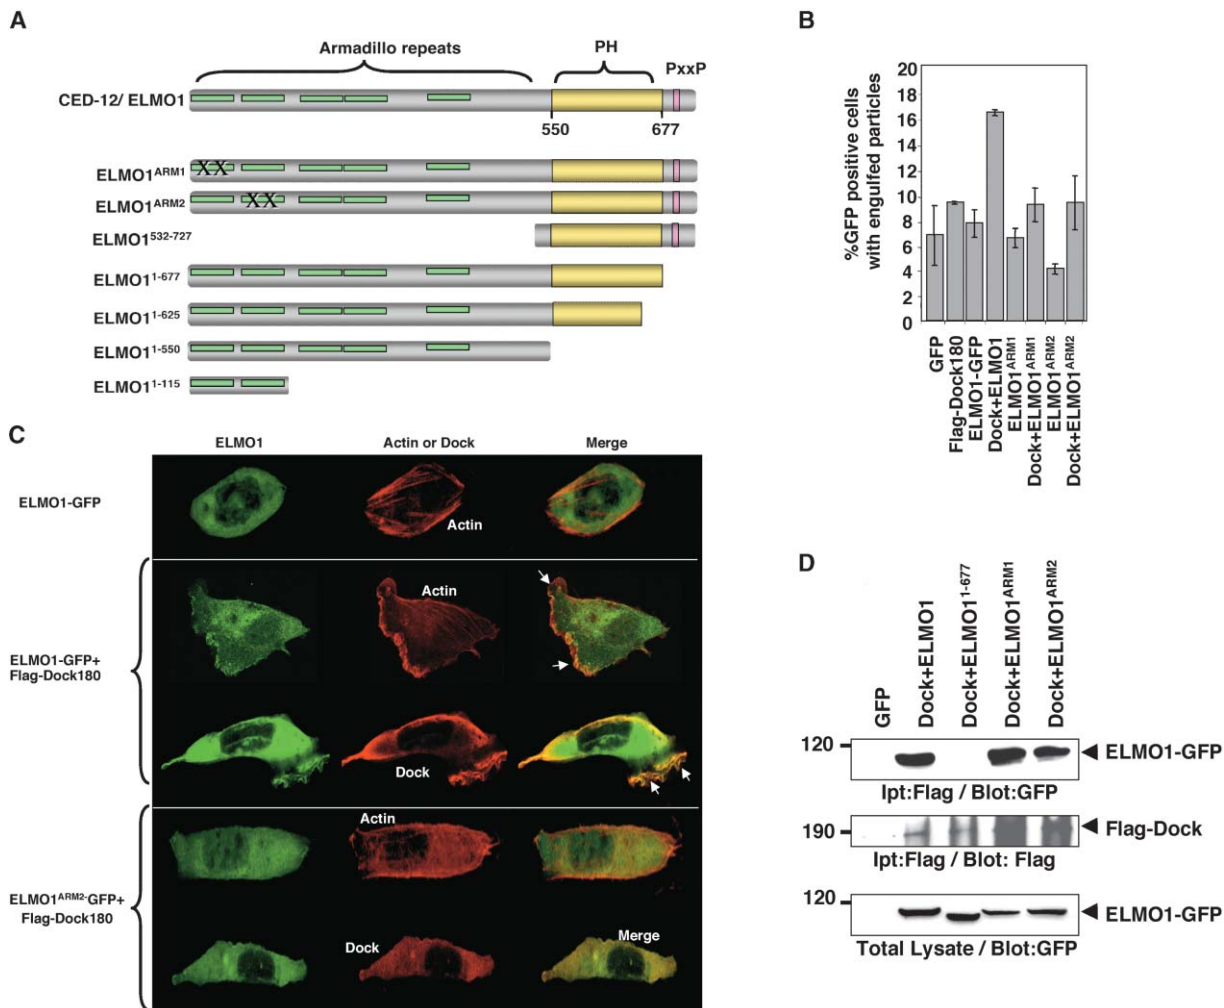 A
Armadillo repeats
PH
PxxP
CED-12/ ELMO1
550
677
ELMO1ARM1
XX
ELMO1ARM2
XX
ELMO1532-727
ELMO11-677
ELMO11-625
ELMO11-550
ELMO11-115
B
%GFP positive cells
with engulfed particles
20
18
16
14
12
10
8
6
4
2
0
GFP
Flag-Dock180
ELMO1-GFP
Dock+ELMO1
ELMO1ARM1
Dock+ELMO1ARM1
ELMO1ARM2
Dock+ELMO1ARM2
C
ELMO1
Actin or Dock
Merge
ELMO1-GFP
Actin
ELMO1-GFP+
Flag-Dock180
Actin
Dock
ELMO1ARM2-GFP+
Flag-Dock180
Actin
Dock
Merge
D
GFP
Dock+ELMO1
Dock+ELMO11-677
Dock+ELMO1ARM1
Dock+ELMO1ARM2
120
ELMO1-GFP
Ipt:Flag / Blot:GFP
190
Flag-Dock
Ipt:Flag / Blot: Flag
120
ELMO1-GFP
Total Lysate / Blot:GFP